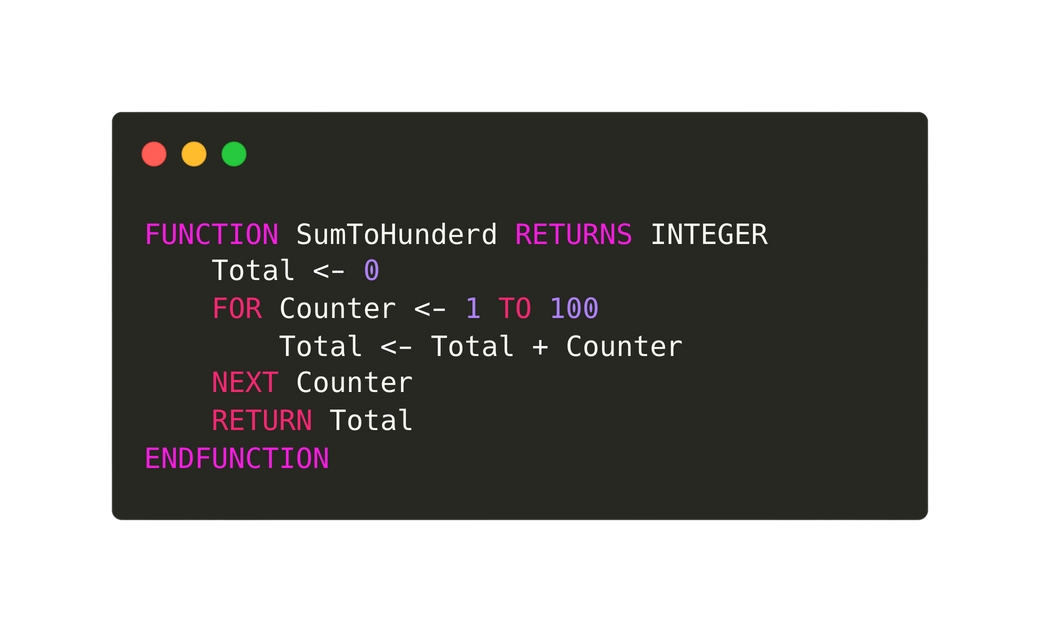 FUNCTION SumToHunderd RETURNS INTEGER
    Total <- 0
    FOR Counter <- 1 TO 100
        Total <- Total + Counter
    NEXT Counter
    RETURN Total
ENDFUNCTION